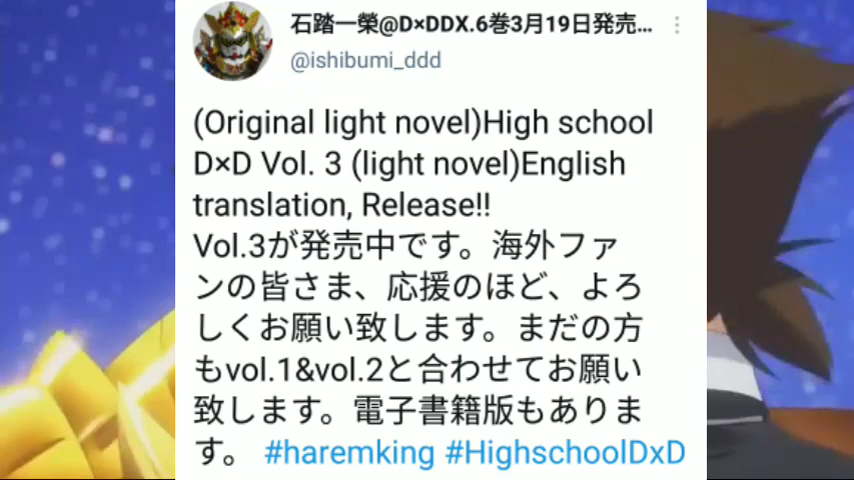 石踏一榮@D×DDX.6巻3月19日発売...
@ishibumi_ddd
(Original light novel)High school
D×D Vol. 3 (light novel)English
translation, Release!!
Vol.3が発売中です。海外ファ
ンの皆さま、応援のほど、よろ
しくお願い致します。まだの方
もvol.1&vol.2と合わせてお願い
致します。電子書籍版もありま
す。 #haremking #HighschoolDxD